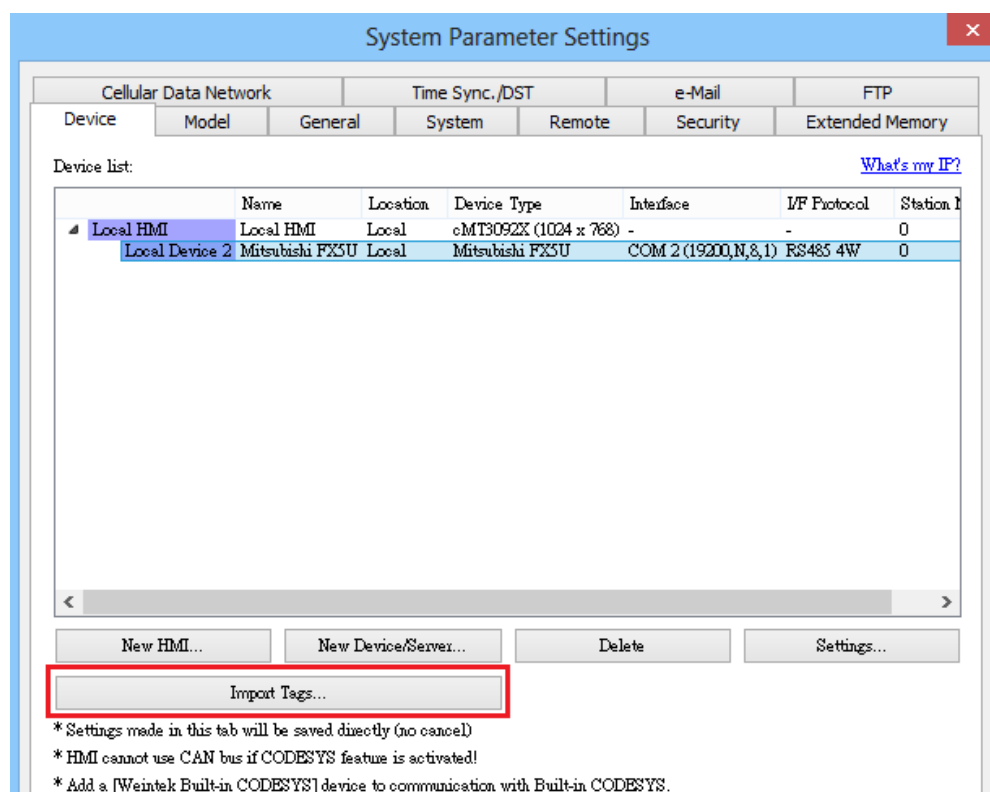 System Parameter Settings
Cellular Data Network Time Sync./DST e-Mail FTP
Device Model General System Remote Security Extended Memory
Device list: What's my IP?
Name Location Device Type Interface I/F Protocol Station
Local HMI Local HMI Local cMT3092X (1024 x 768) - - 0
Local Device 2 Mitsubishi FX5U Local Mitsubishi FX5U COM 2 (19200,N,8,1) RS485 4W 0
New HMI... New Device/Server... Delete Settings...
Import Tags...
* Settings made in this tab will be saved directly (no cancel)
* HMI cannot use CAN bus if CODESYS feature is activated!
* Add a [Weintek Built-in CODESYS] device to communication with Built-in CODESYS.